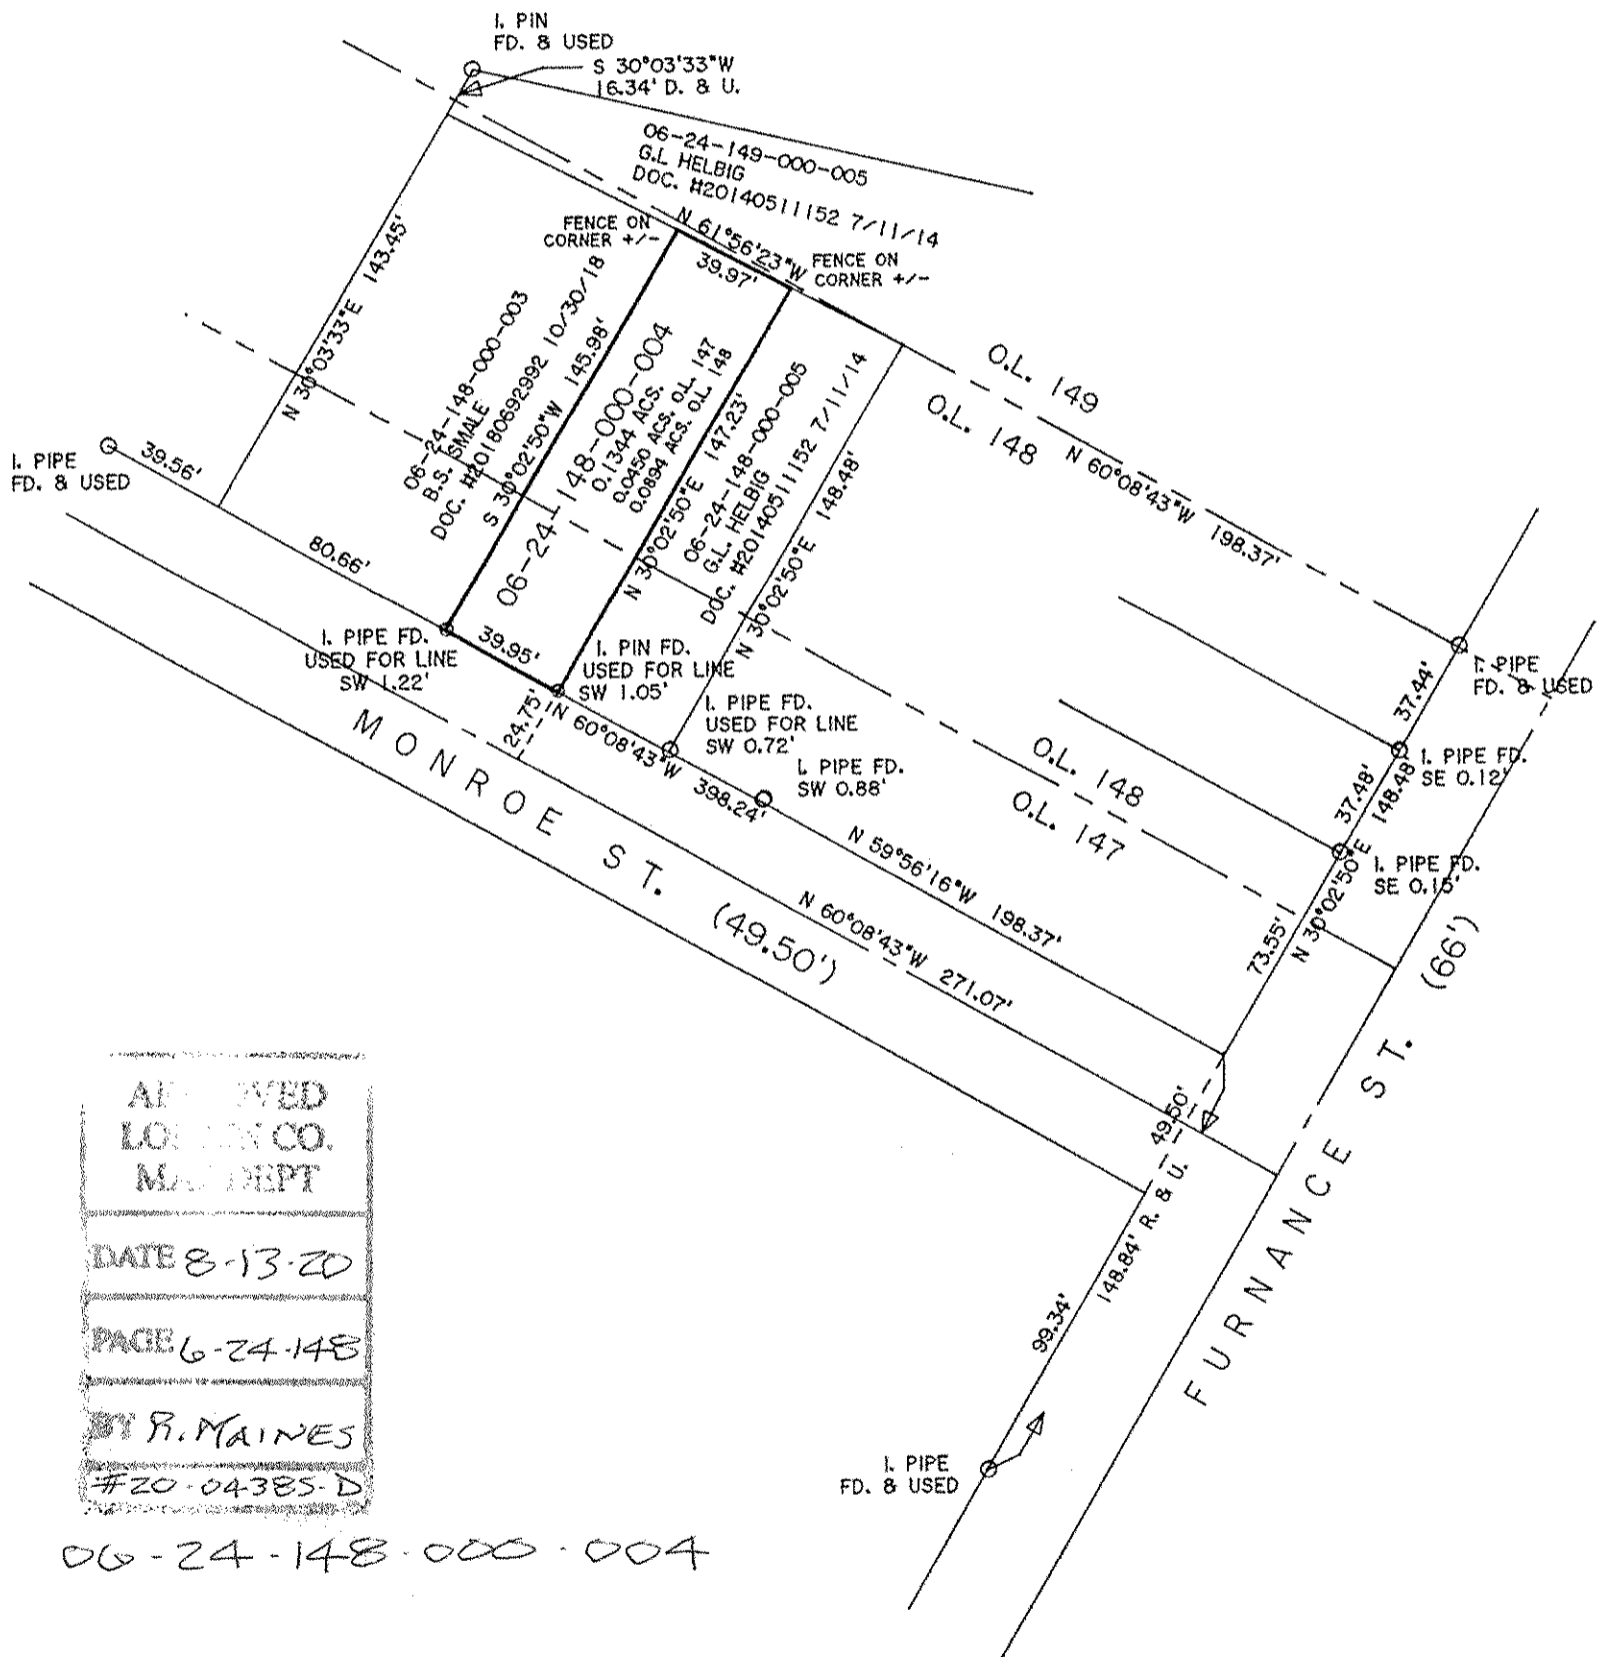 I. PIN
FD. & USED
S 30°03'33"W
16.34' D. & U.
06-24-149-000-005
G.L HELBIG
DOC. #20140511152 7/11/14
FENCE ON
CORNER +/-
N 61°56'23"W
39.97'
FENCE ON
CORNER +/-
N 30°03'33"E 143.45'
06-24-148-000-003
B.S. SMALE
DOC. #20180692992 10/30/18
S 30°02'50"W 145.98'
06-24-148-000-004
0.1344 ACS.
0.0450 ACS. O.L. 147
0.0894 ACS. O.L. 148
N 30°02'50"E 147.23'
06-24-148-000-005
G.L. HELBIG
DOC. #20140511152 7/11/14
N 30°02'50"E 148.48'
O.L. 149
O.L. 148
N 60°08'43"W 198.37'
I. PIPE
FD. & USED
39.56'
80.66'
39.95'
I. PIPE FD.
USED FOR LINE
SW 1.22'
I. PIN FD.
USED FOR LINE
SW 1.05'
24.75'
N 60°08'43"W 398.24'
I. PIPE FD.
USED FOR LINE
SW 0.72'
I. PIPE FD.
SW 0.88'
O.L. 148
O.L. 147
I. PIPE
FD. & USED
37.44'
I. PIPE FD.
SE 0.12'
37.48'
N 30°02'50"E 148.48'
I. PIPE FD.
SE 0.15'
73.55'
N 59°56'16"W 198.37'
MONROE ST. (49.50')
N 60°08'43"W 271.07'
49.50'
148.84' R. & U.
99.34'
FURNANCE ST. (66')
I. PIPE
FD. & USED
CO.
DEPT
DATE 8-13-20
PAGE 6-24-148
BY R. MAINES
#20-04385-D
06-24-148-000-004